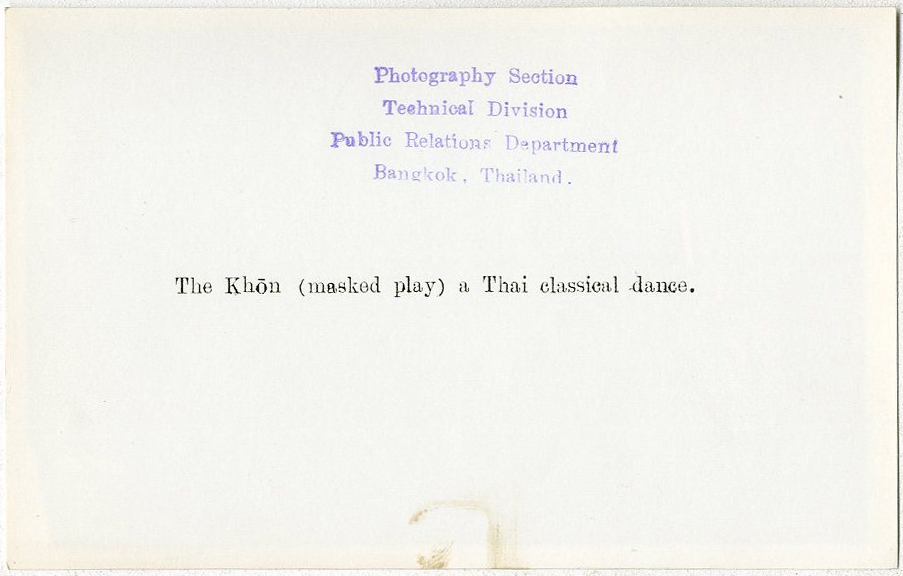 Photography Section
Technical Division
Public Relations Department
Bangkok, Thailand.
The Khōn (masked play) a Thai classical dance.